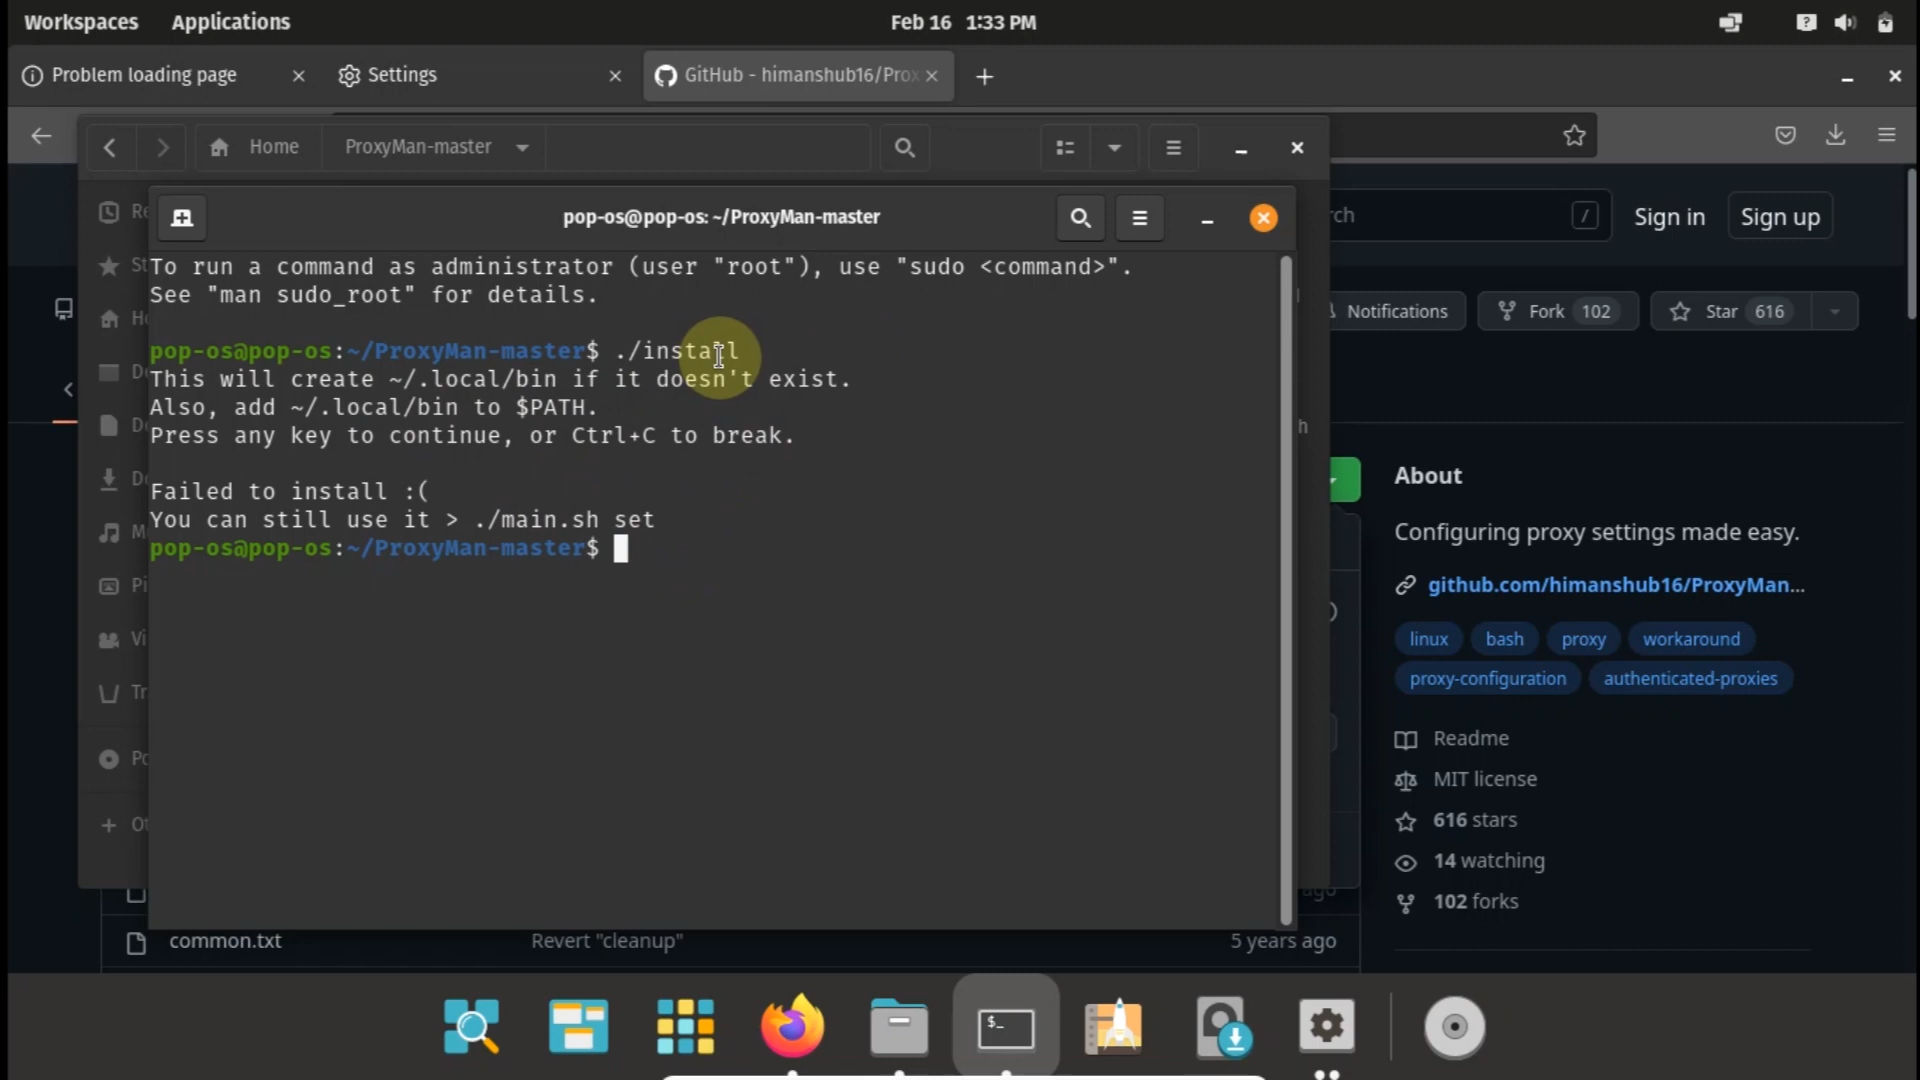 Workspaces Applications Feb 16 1:33 PM
Problem loading page Settings GitHub - himanshub16/Prox
Home ProxyMan-master
pop-os@pop-os: ~/ProxyMan-master
Sign in Sign up
To run a command as administrator (user "root"), use "sudo <command>".
See "man sudo_root" for details.
pop-os@pop-os:~/ProxyMan-master$ ./install
This will create ~/.local/bin if it doesn't exist.
Also, add ~/.local/bin to $PATH.
Press any key to continue, or Ctrl+C to break.
Failed to install :(
You can still use it > ./main.sh set
pop-os@pop-os:~/ProxyMan-master$
Notifications Fork 102 Star 616
About
Configuring proxy settings made easy.
github.com/himanshub16/ProxyMan...
linux bash proxy workaround
proxy-configuration authenticated-proxies
Readme
MIT license
616 stars
14 watching
102 forks
common.txt Revert "cleanup" 5 years ago